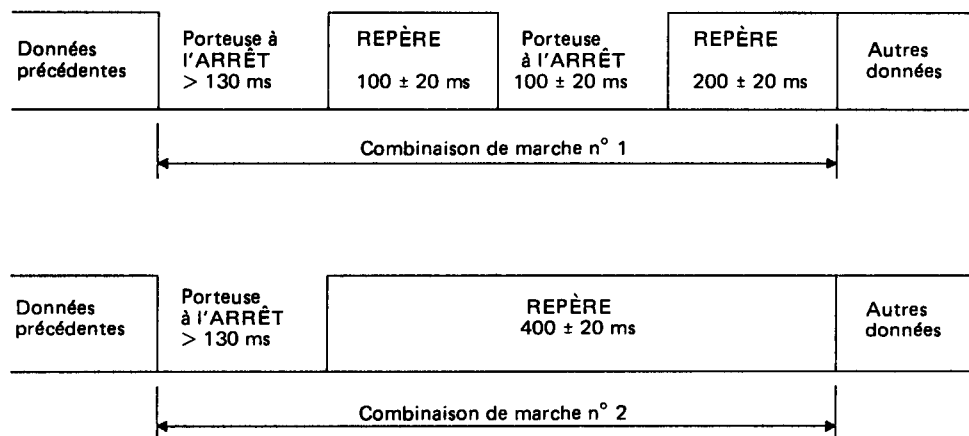 Données
précédentes
Porteuse à
l'ARRÊT
> 130 ms
REPÈRE
100 ± 20 ms
Porteuse
à l'ARRÊT
100 ± 20 ms
REPÈRE
200 ± 20 ms
Autres
données
Combinaison de marche n° 1
Données
précédentes
Porteuse
à l'ARRÊT
> 130 ms
REPÈRE
400 ± 20 ms
Autres
données
Combinaison de marche n° 2